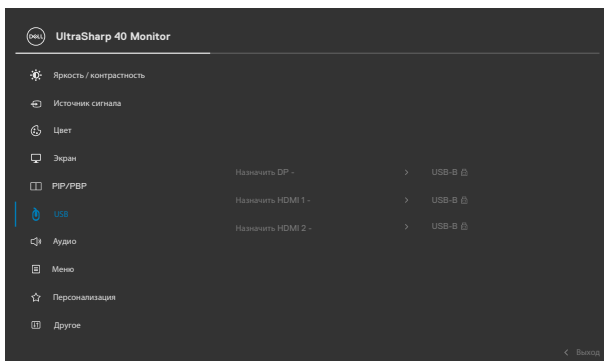 DELL UltraSharp 40 Monitor
Яркость / контрастность
Источник сигнала
Цвет
Экран
Назначить DP - USB-B
PIP/PBP
Назначить HDMI 1 - USB-B
USB
Назначить HDMI 2 - USB-B
Аудио
Меню
Персонализация
Другое
Выход